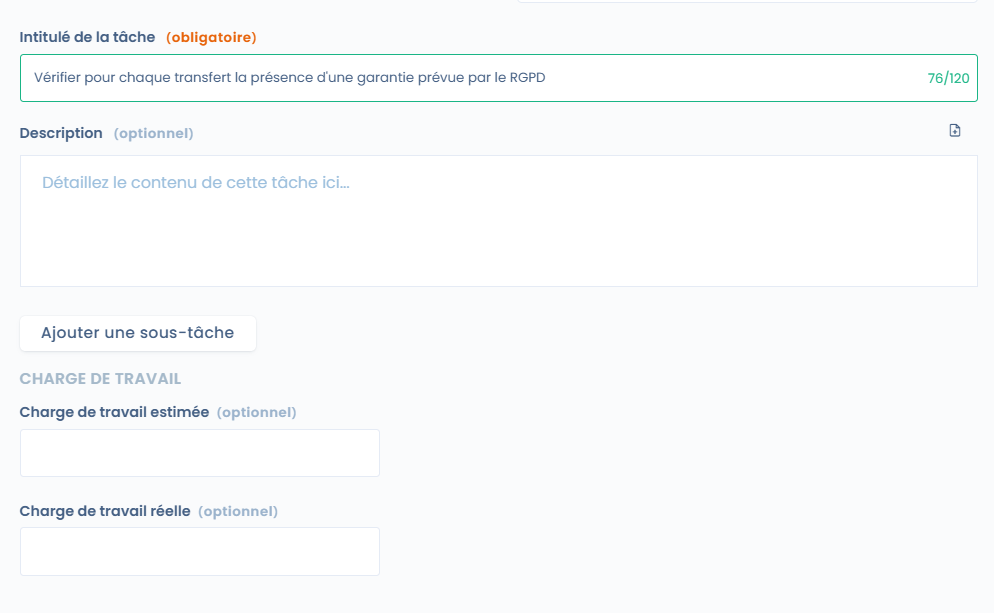 Intitulé de la tâche (obligatoire)
Vérifier pour chaque transfert la présence d'une garantie prévue par le RGPD 76/120
Description (optionnel)
Détaillez le contenu de cette tâche ici...
Ajouter une sous-tâche
CHARGE DE TRAVAIL
Charge de travail estimée (optionnel)
Charge de travail réelle (optionnel)